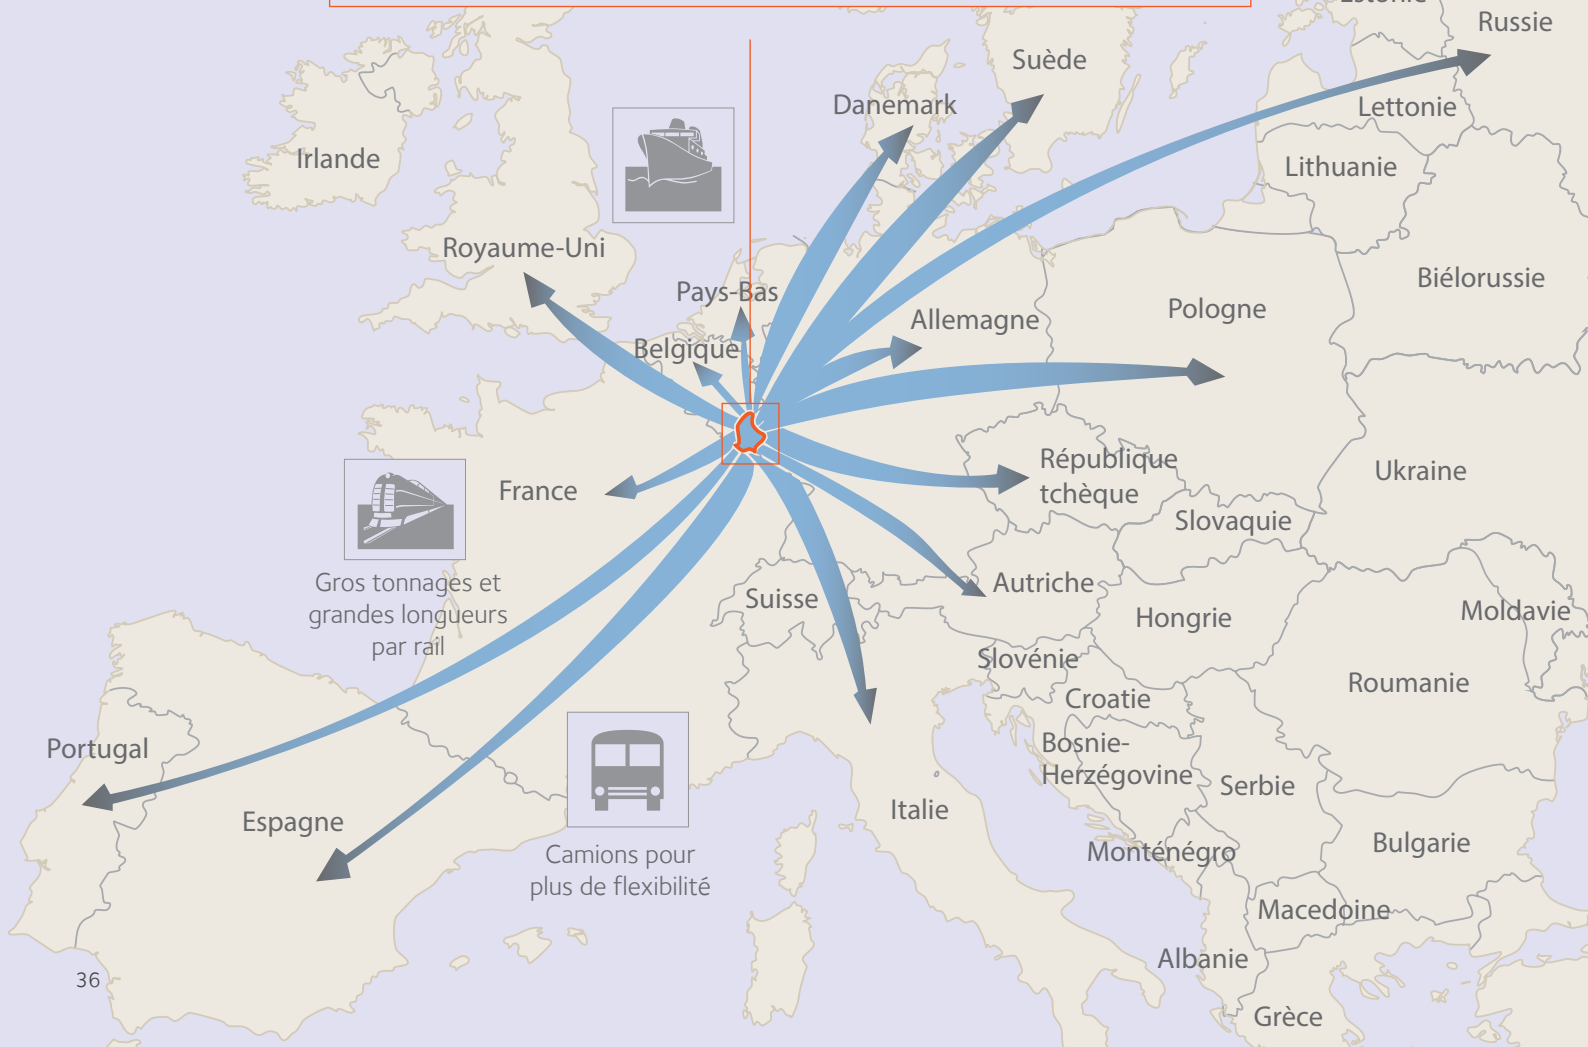 Estonie
Russie
Suède
Danemark
Lettonie
Irlande
Lithuanie
Royaume-Uni
Biélorussie
Pays-Bas
Pologne
Allemagne
Belgique
République
tchèque
Ukraine
France
Slovaquie
Gros tonnages et
grandes longueurs
par rail
Suisse
Autriche
Hongrie
Moldavie
Slovénie
Roumanie
Croatie
Portugal
Bosnie-
Herzégovine
Serbie
Espagne
Italie
Bulgarie
Camions pour
plus de flexibilité
Monténégro
Macedoine
Albanie
36
Grèce